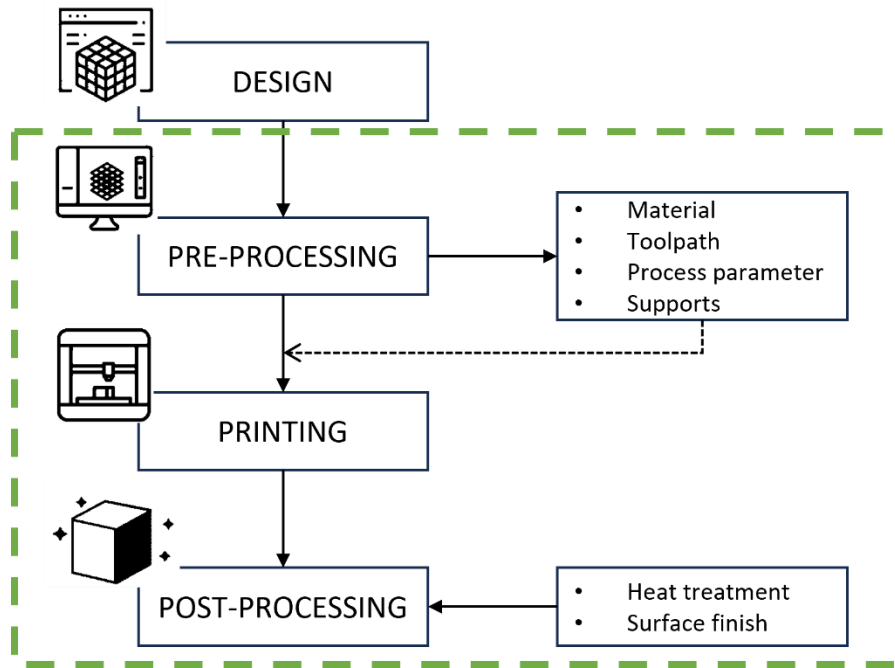 DESIGN
PRE-PROCESSING
• Material
• Toolpath
• Process parameter
• Supports
PRINTING
POST-PROCESSING
• Heat treatment
• Surface finish